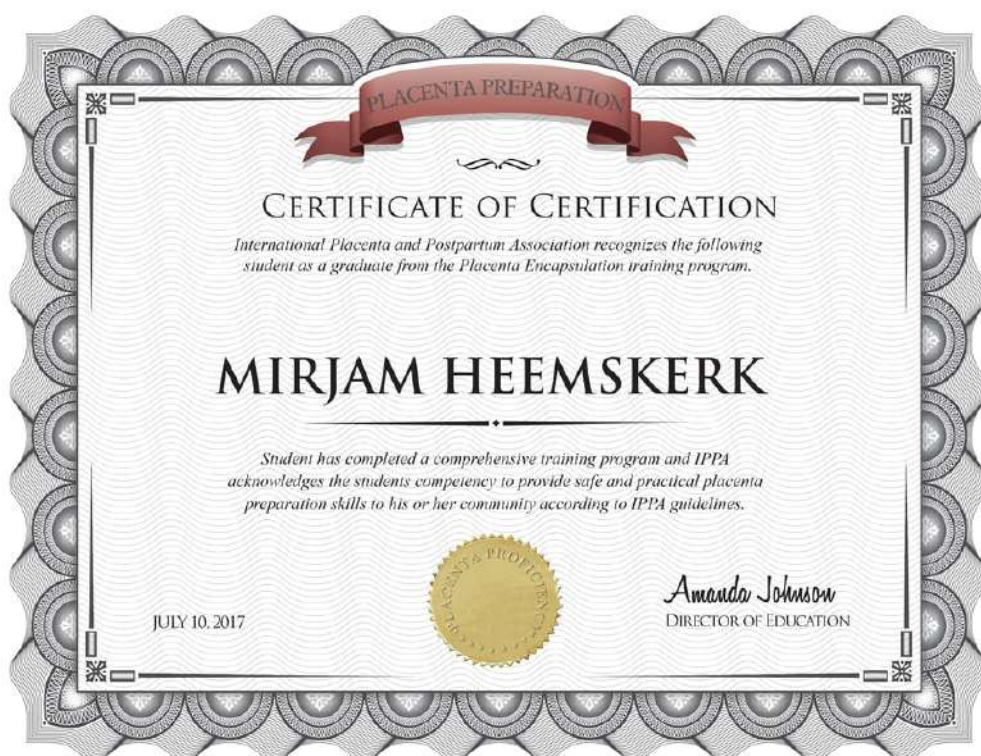 PLACENTA PREPARATION
CERTIFICATE OF CERTIFICATION
International Placenta and Postpartum Association recognizes the following
student as a graduate from the Placenta Encapsulation training program.
MIRJAM HEEMSKERK
Student has completed a comprehensive training program and IPPA
acknowledges the students competency to provide safe and practical placenta
preparation skills to his or her community according to IPPA guidelines.
PLACENTA PROFICIENCY
Amanda Johnson
JULY 10, 2017
DIRECTOR OF EDUCATION